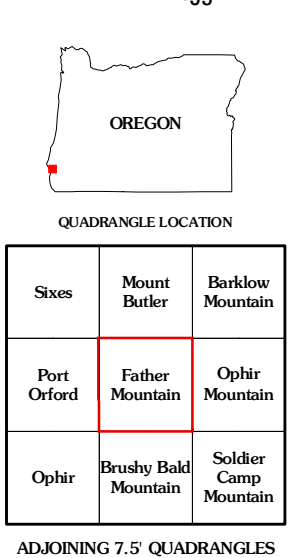 OREGON
QUADRANGLE LOCATION
Sixes
Mount
Butler
Barklow
Mountain
Port
Orford
Father
Mountain
Ophir
Mountain
Ophir
Brushy Bald
Mountain
Soldier
Camp
Mountain
ADJOINING 7.5' QUADRANGLES